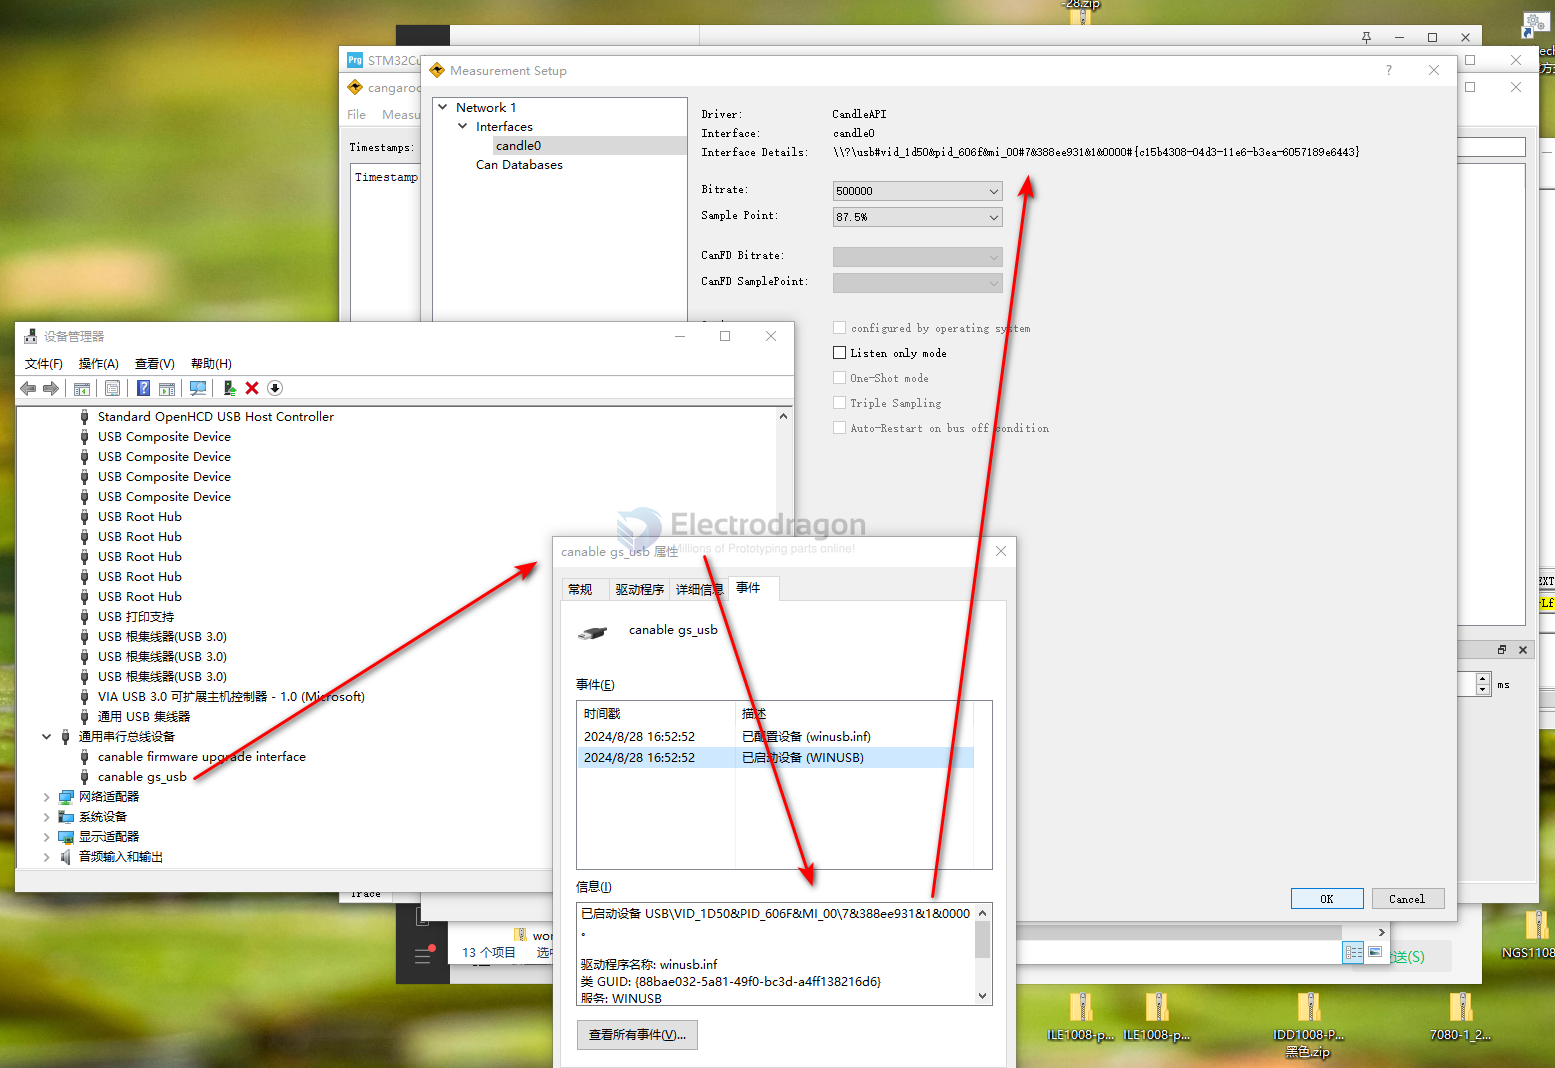 -28.zip
STM32Cu
Measurement Setup
cangaroo
File Measu
Timestamps:
Timestamp
Network 1
Interfaces
candle0
Can Databases
Driver: CandleAPI
Interface: candle0
Interface Details: \\?\usb#vid_1d50&pid_606f&mi_00#7&388ee931&1&0000#{c15b4308-04d3-11e6-b3ea-6057189e6443}
Bitrate: 500000
Sample Point: 87.5%
CanFD Bitrate:
CanFD SamplePoint:
configured by operating system
Listen only mode
One-Shot mode
Triple Sampling
Auto-Restart on bus off condition
OK Cancel
设备管理器
文件(F) 操作(A) 查看(V) 帮助(H)
Standard OpenHCD USB Host Controller
USB Composite Device
USB Composite Device
USB Composite Device
USB Composite Device
USB Root Hub
USB Root Hub
USB Root Hub
USB Root Hub
USB Root Hub
USB 打印支持
USB 根集线器(USB 3.0)
USB 根集线器(USB 3.0)
USB 根集线器(USB 3.0)
VIA USB 3.0 可扩展主机控制器 - 1.0 (Microsoft)
通用 USB 集线器
通用串行总线设备
canable firmware upgrade interface
canable gs_usb
网络适配器
系统设备
显示适配器
音频输入和输出
Electrodragon
Millions of Prototyping parts online!
canable gs_usb 属性
常规 驱动程序 详细信息 事件
canable gs_usb
事件(E)
时间戳 描述
2024/8/28 16:52:52 已配置设备 (winusb.inf)
2024/8/28 16:52:52 已启动设备 (WINUSB)
信息(I)
已启动设备 USB\VID_1D50&PID_606F&MI_00\7&388ee931&1&0000
。
驱动程序名称: winusb.inf
类 GUID: {88bae032-5a81-49f0-bc3d-a4ff138216d6}
服务: WINUSB
查看所有事件(V)...
Trace
wor
13 个项目
ms
送(S)
EXT
rLf
NGS1108
ILE1008-p...
ILE1008-p...
IDD1008-P...
黑色.zip
7080-1_2...